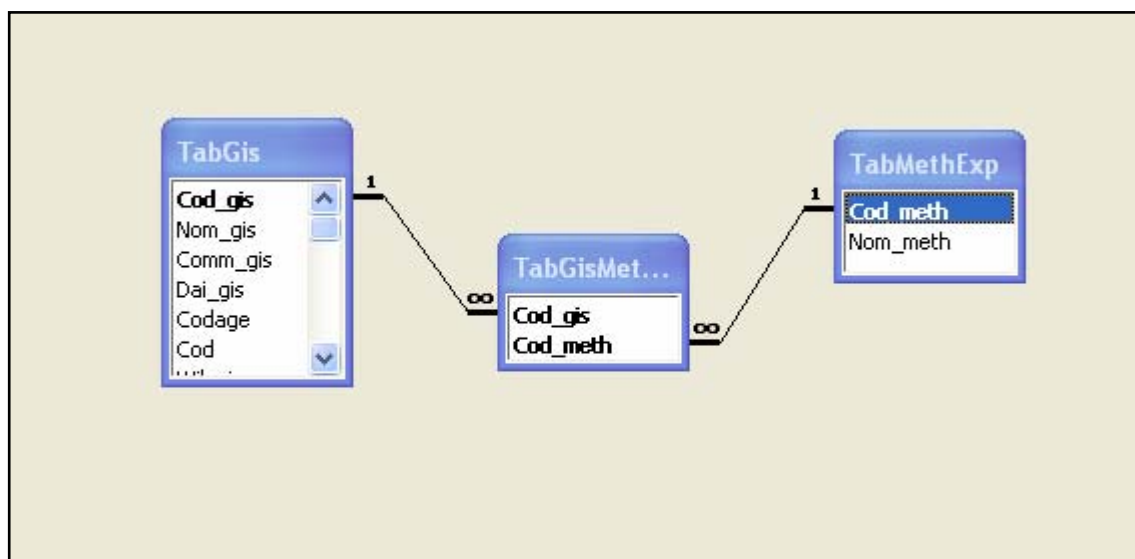 TabGis
Cod_gis
Nom_gis
Comm_gis
Dai_gis
Codage
Cod
1
∞
TabGisMet...
Cod_gis
Cod_meth
∞
1
TabMethExp
Cod_meth
Nom_meth